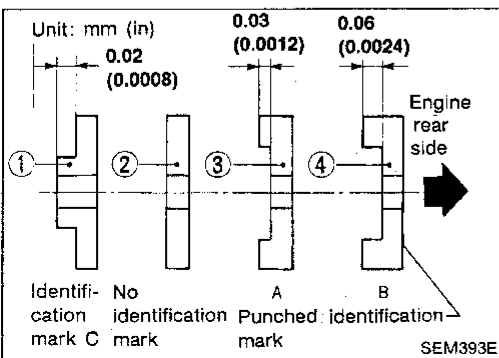 Unit: mm (in)
0.02
(0.0008)
0.03
(0.0012)
0.06
(0.0024)
Engine
rear
side
1 2 3 4
Identifi-
cation
mark C
No
identification
mark
A B
Punched identification
mark
SEM393E